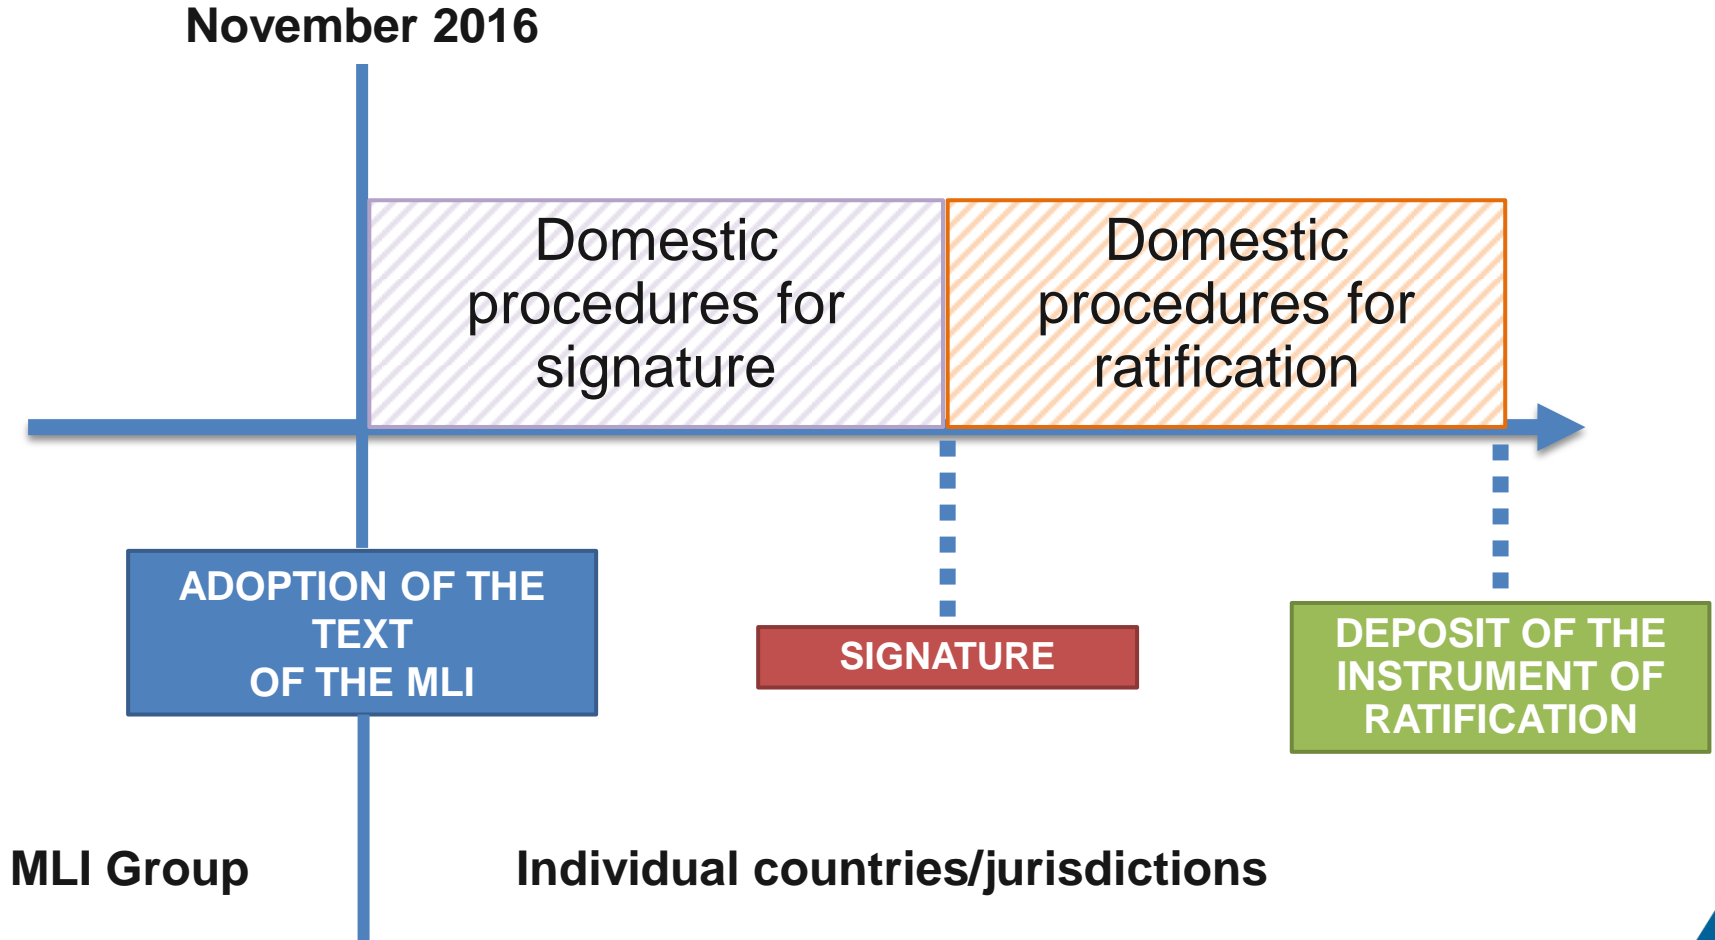 November 2016
Domestic
procedures for
signature
Domestic
procedures for
ratification
ADOPTION OF THE
TEXT
OF THE MLI
SIGNATURE
DEPOSIT OF THE
INSTRUMENT OF
RATIFICATION
MLI Group
Individual countries/jurisdictions